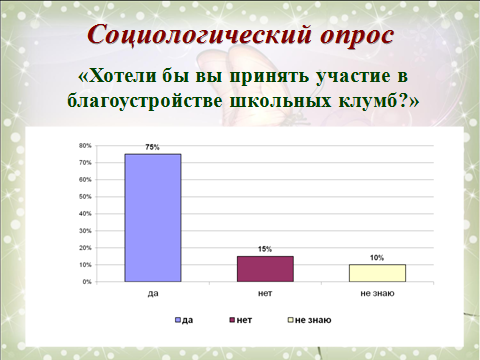 Социологический опрос
«Хотели бы вы принять участие в
благоустройстве школьных клумб?»
80%
70%
60%
50%
40%
30%
20%
10%
0%
75%
15%
10%
да
нет
не знаю
да
нет
не знаю